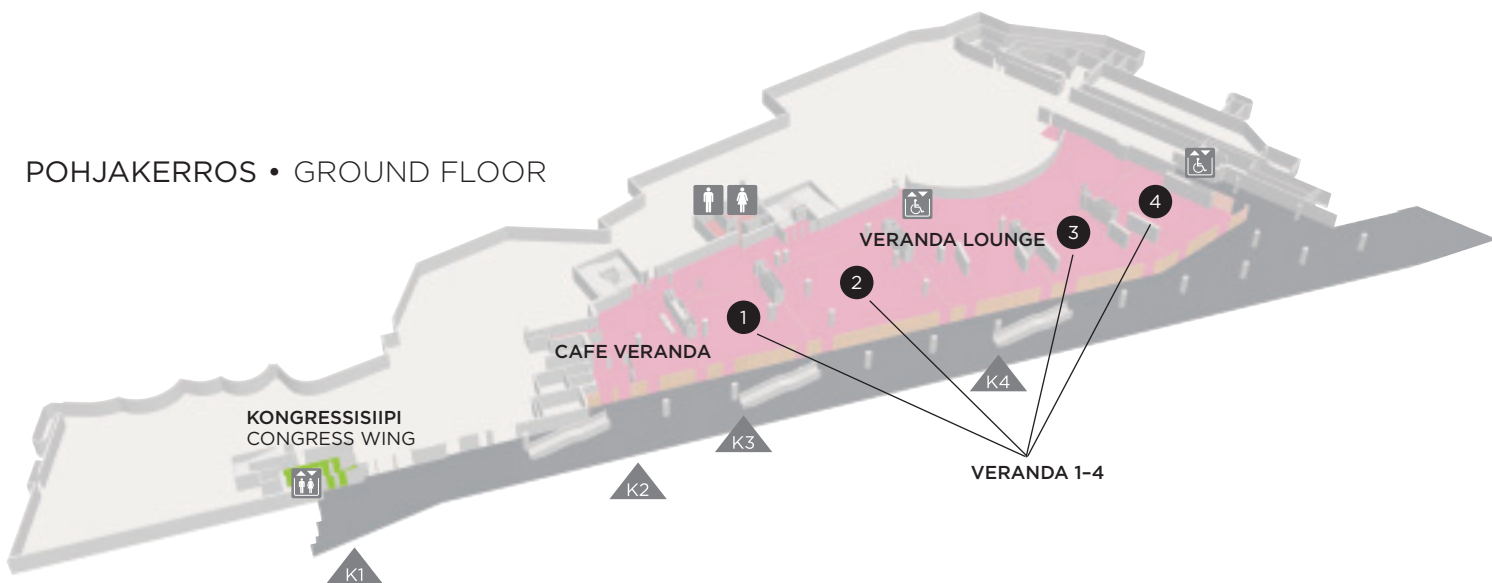 POHJAKERROS • GROUND FLOOR
4
3
VERANDA LOUNGE
2
1
CAFE VERANDA
K4
KONGRESSISIIPI
CONGRESS WING
K3
VERANDA 1–4
K2
K1